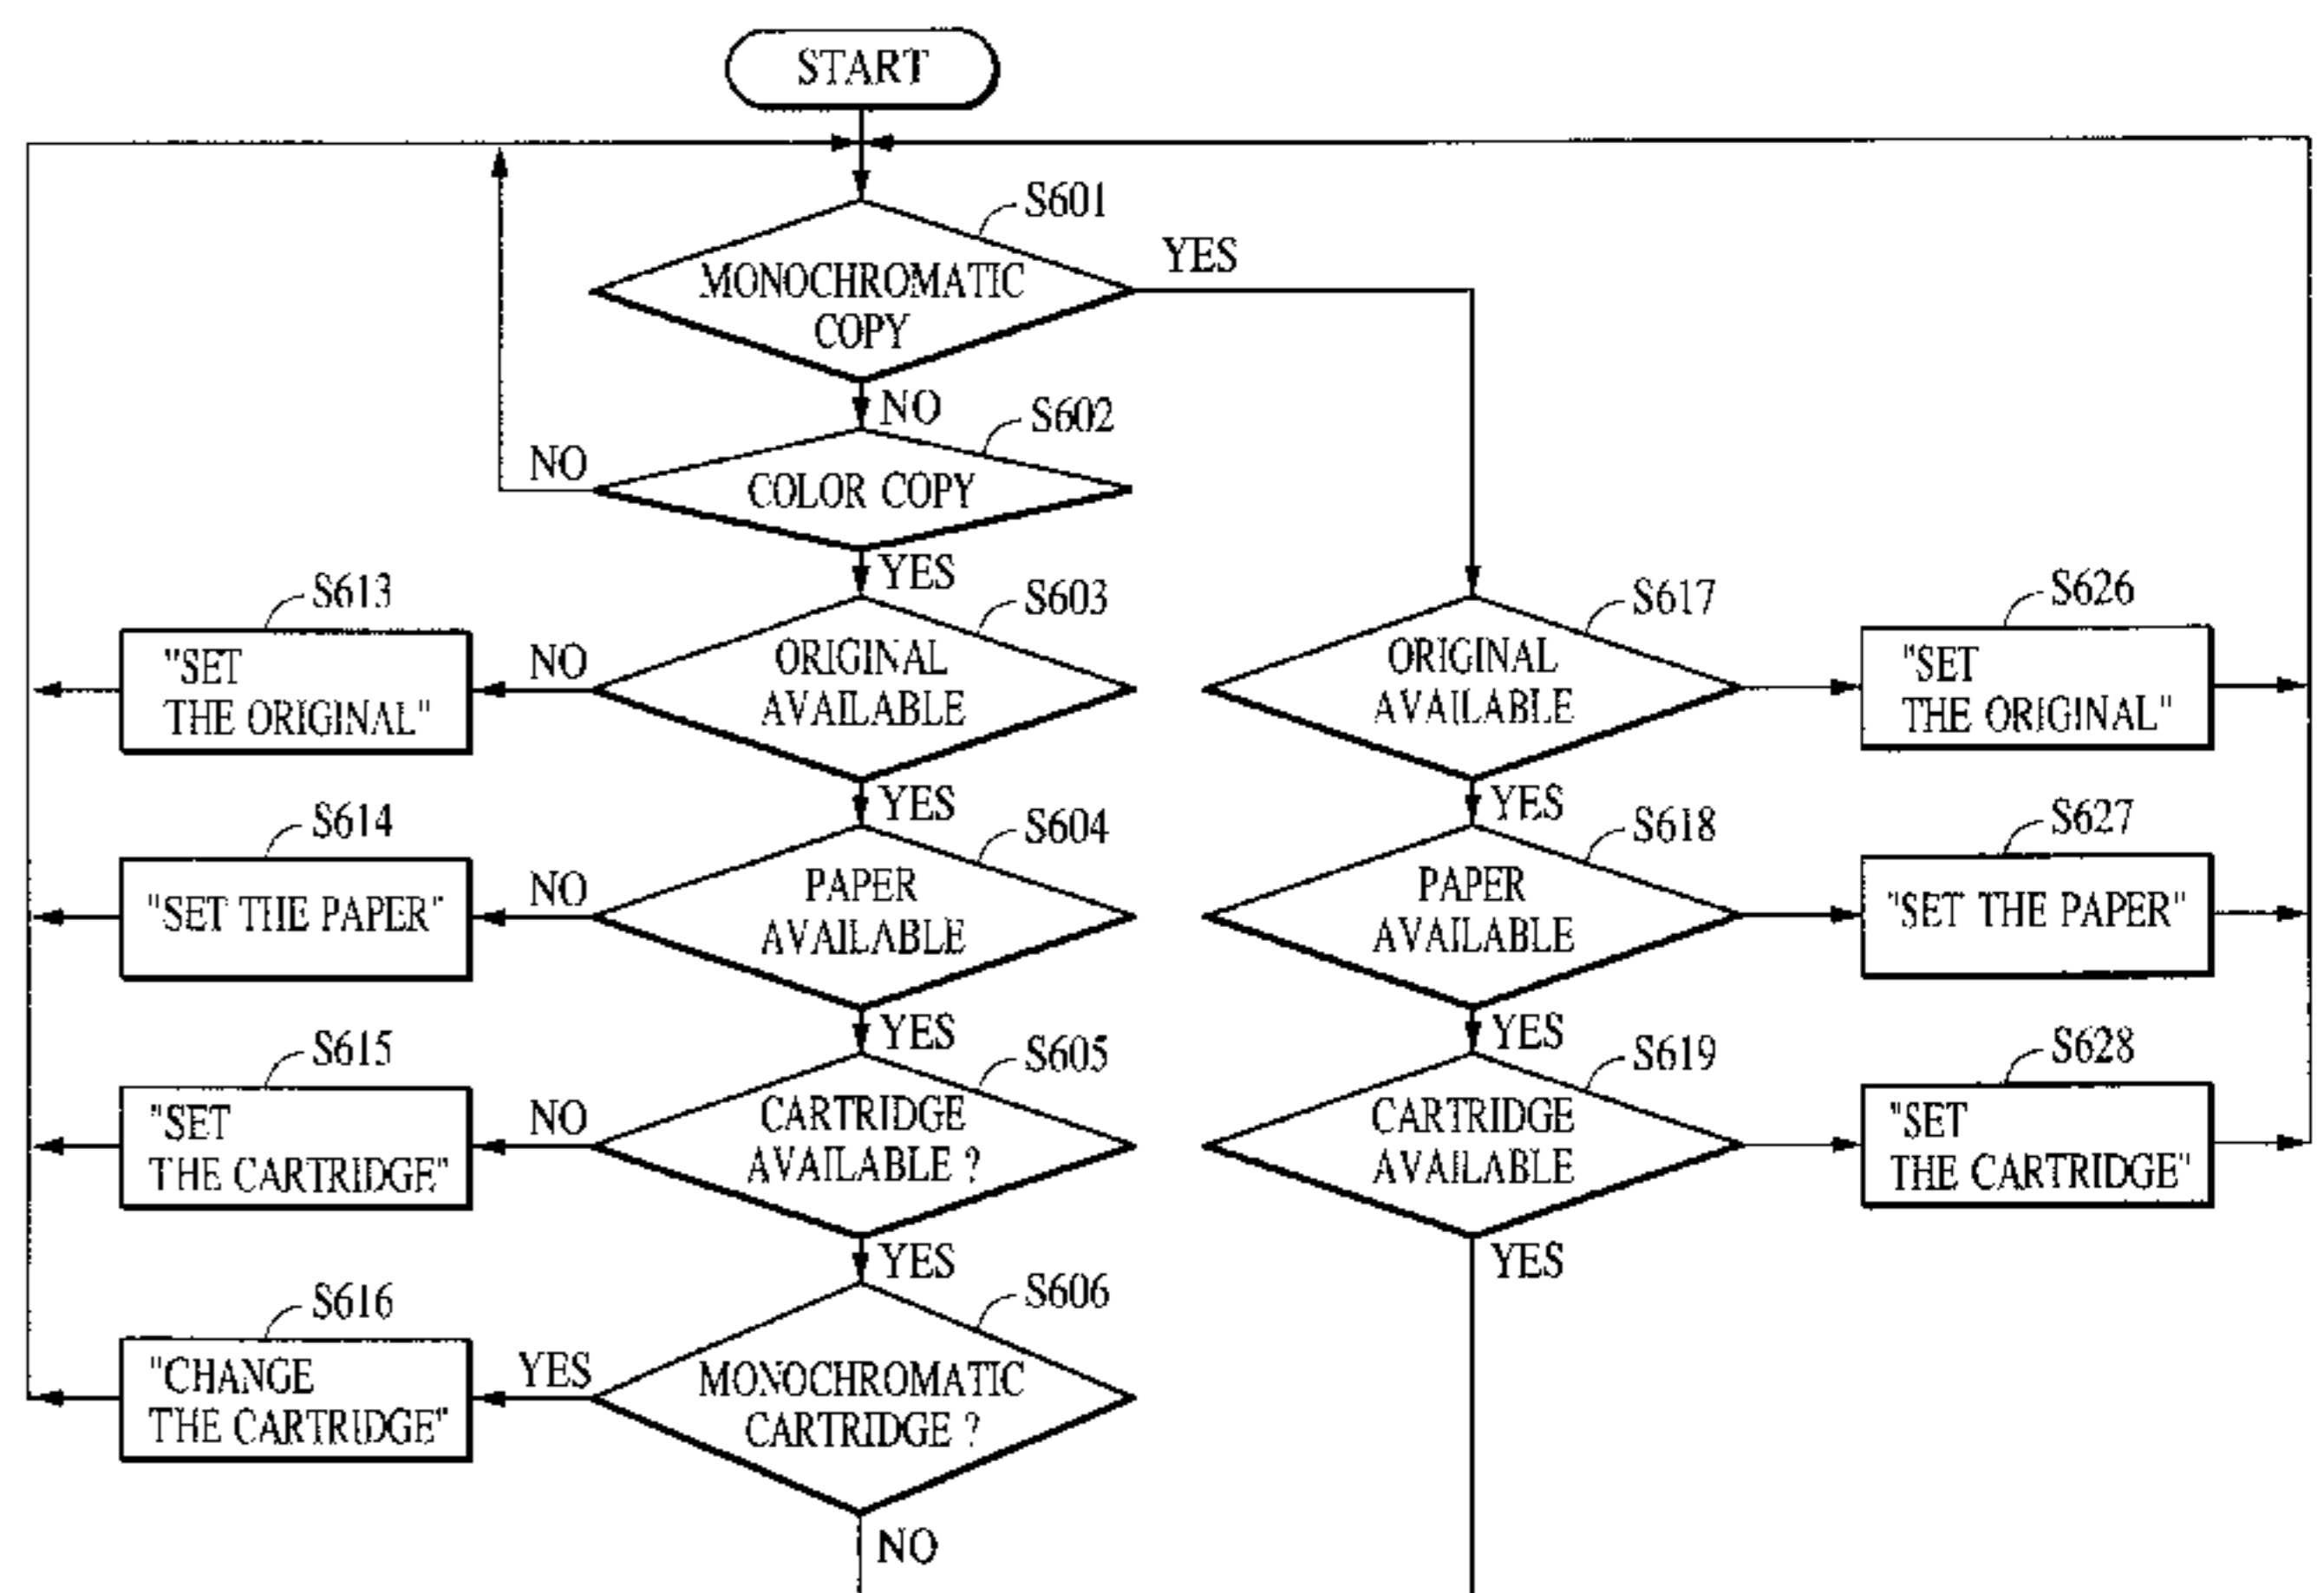 START
S601
YES
MONOCHROMATIC
COPY
NO
S602
NO
COLOR COPY
YES
S613
S603
S617
S626
"SET
THE ORIGINAL"
NO
ORIGINAL
AVAILABLE
ORIGINAL
AVAILABLE
"SET
THE ORIGINAL"
YES
YES
S614
S604
S618
S627
"SET THE PAPER"
NO
PAPER
AVAILABLE
PAPER
AVAILABLE
"SET THE PAPER"
YES
YES
S615
S605
S619
S628
"SET
THE CARTRIDGE"
NO
CARTRIDGE
AVAILABLE ?
CARTRIDGE
AVAILABLE
"SET
THE CARTRIDGE"
YES
YES
S616
S606
"CHANGE
THE CARTRIDGE"
YES
MONOCHROMATIC
CARTRIDGE ?
NO